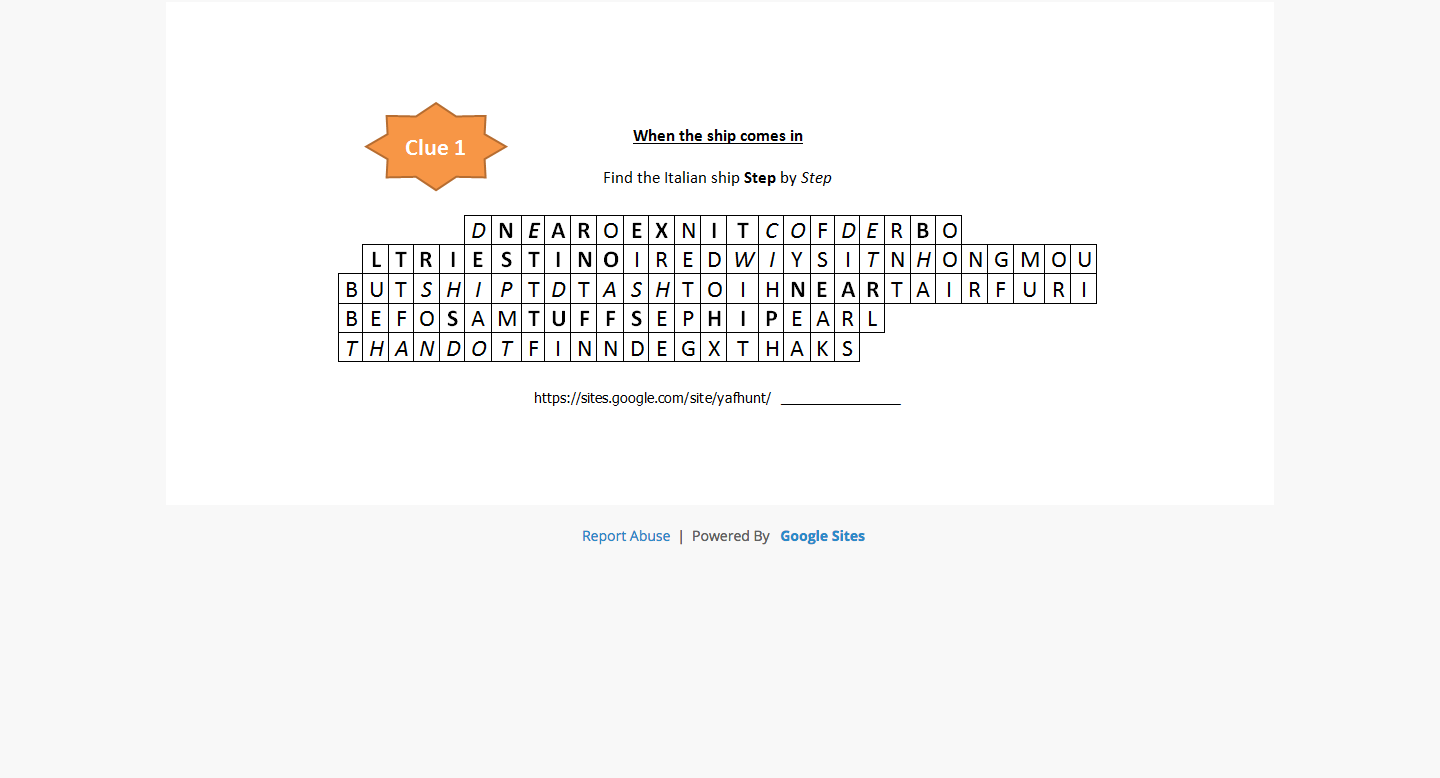 Clue 1
When the ship comes in
Find the Italian ship Step by Step
D N E A R O E X N I T C O F D E R B O
L T R I E S T I N O I R E D W I Y S I T N H O N G M O U
B U T S H I P T D T A S H T O I H N E A R T A I R F U R I
B E F O S A M T U F F S E P H I P E A R L
T H A N D O T F I N N D E G X T H A K S
https://sites.google.com/site/yafhunt/ _______________
Report Abuse | Powered By Google Sites